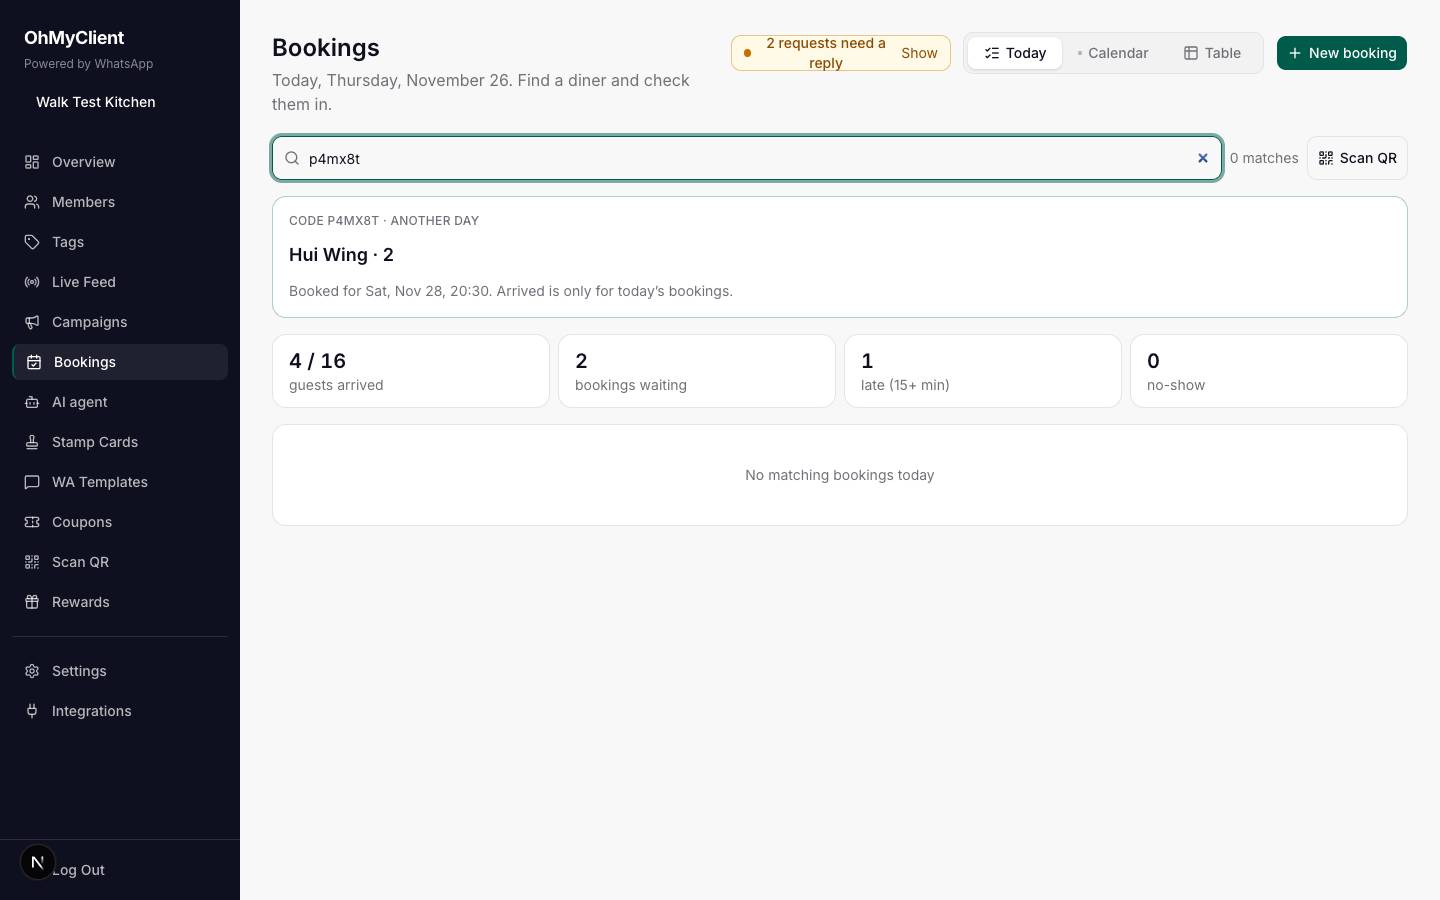 OhMyClient
Powered by WhatsApp
Walk Test Kitchen
Overview
Members
Tags
Live Feed
Campaigns
Bookings
AI agent
Stamp Cards
WA Templates
Coupons
Scan QR
Rewards
Settings
Integrations
N
Log Out
Bookings
Today, Thursday, November 26. Find a diner and check
them in.
2 requests need a
reply
Show
Today
Calendar
Table
New booking
p4mx8t
0 matches
Scan QR
CODE P4MX8T · ANOTHER DAY
Hui Wing · 2
Booked for Sat, Nov 28, 20:30. Arrived is only for today’s bookings.
4 / 16
guests arrived
2
bookings waiting
1
late (15+ min)
0
no-show
No matching bookings today